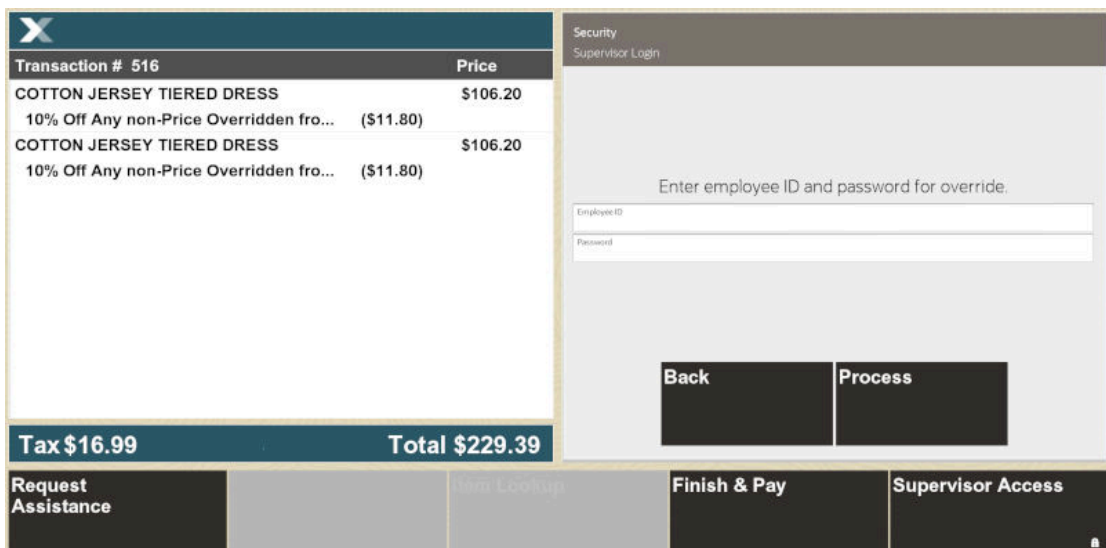 Transaction # 516 Price
COTTON JERSEY TIERED DRESS $106.20
10% Off Any non-Price Overridden fro... ($11.80)
COTTON JERSEY TIERED DRESS $106.20
10% Off Any non-Price Overridden fro... ($11.80)
Tax $16.99 Total $229.39
Security
Supervisor Login
Enter employee ID and password for override.
Employee ID
Password
Back
Process
Request
Assistance
Item Lookup
Finish & Pay
Supervisor Access